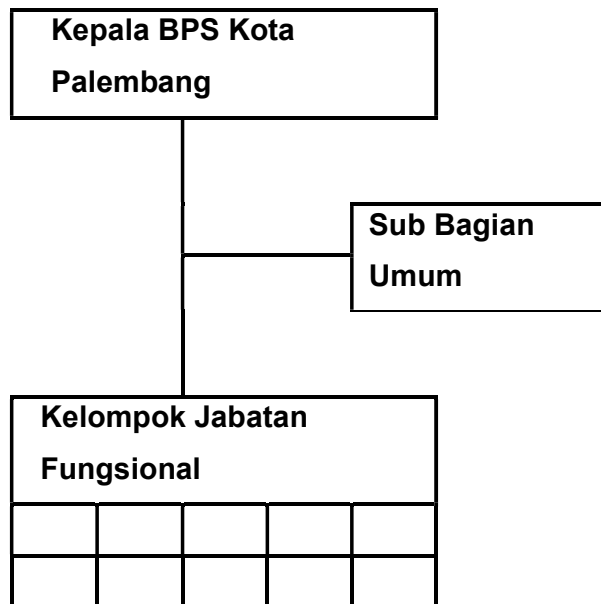 Kepala BPS Kota
Palembang
Sub Bagian
Umum
Kelompok Jabatan
Fungsional